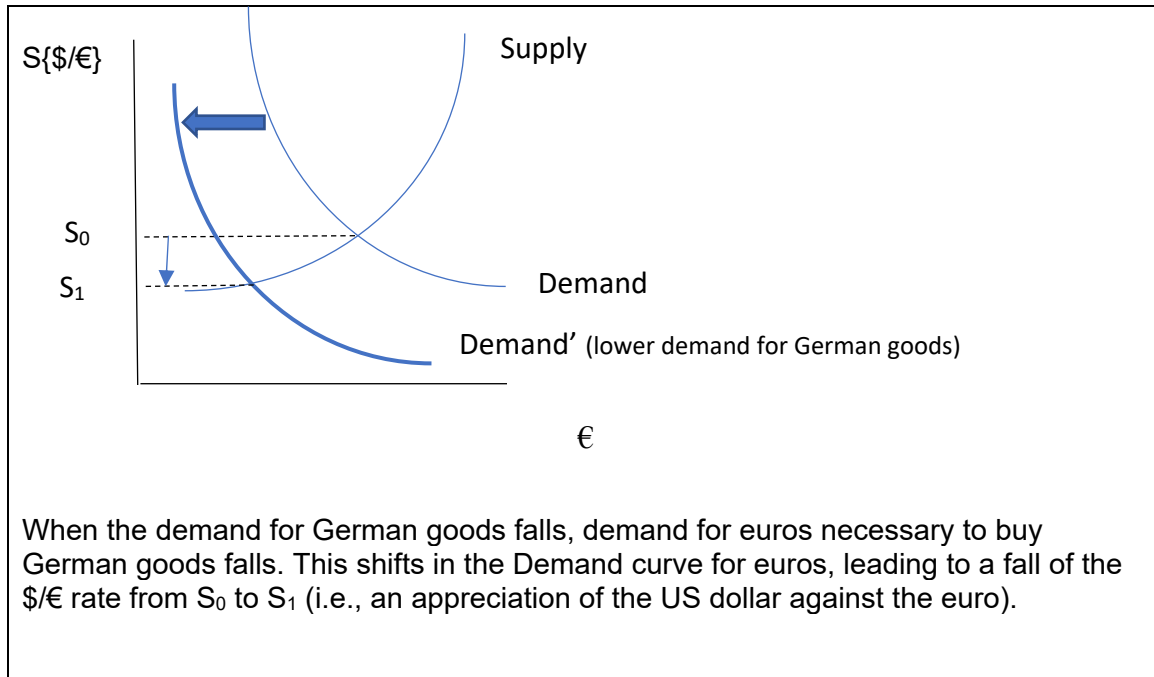 S{$/€}
Supply
S₀
S₁
Demand
Demand’ (lower demand for German goods)
€
When the demand for German goods falls, demand for euros necessary to buy
German goods falls. This shifts in the Demand curve for euros, leading to a fall of the
$/€ rate from S₀ to S₁ (i.e., an appreciation of the US dollar against the euro).